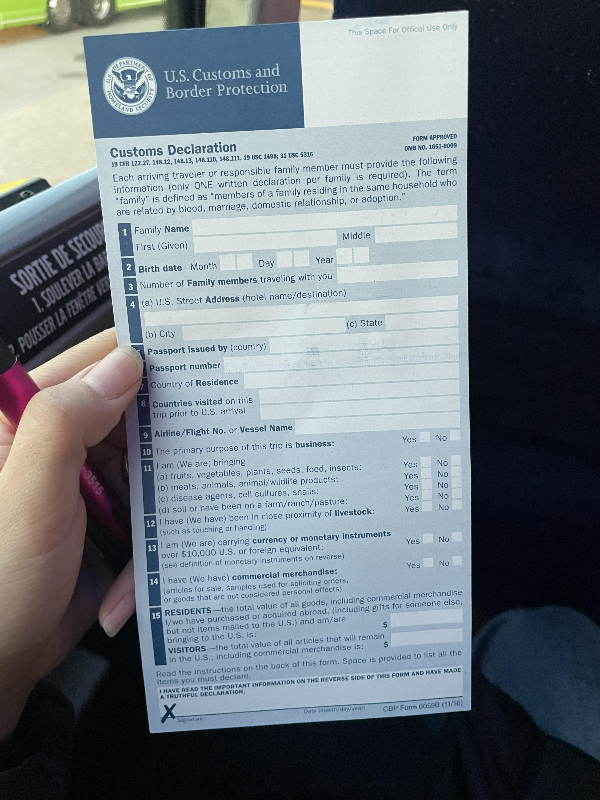 This Space For Offical Use Only
U.S. DEPARTMENT OF
HOMELAND SECURITY
U.S. Customs and
Border Protection
Customs Declaration
19 CFR 122.27, 148.12, 148.13, 148.110, 148.111, 19 USC 1498; 31 USC 5316
FORM APPROVED
OMB NO. 1651-0009
Each arriving traveler or responsible family member must provide the following
information (only ONE written declaration per family is required). The term
"family" is defined as "members of a family residing in the same household who
are related by blood, marriage, domestic relationship, or adoption."
1 Family Name
First (Given) Middle
2 Birth date Month Day Year
3 Number of Family members traveling with you
4 (a) U.S. Street Address (hotel name/destination)
(b) City (c) State
Passport issued by (country)
Passport number
Country of Residence
8 Countries visited on this
trip prior to U.S. arrival
9 Airline/Flight No. or Vessel Name
10 The primary purpose of this trip is business: Yes No
11 I am (We are) bringing
(a) fruits, vegetables, plants, seeds, food, insects: Yes No
(b) meats, animals, animal/wildlife products: Yes No
(c) disease agents, cell cultures, snails: Yes No
(d) soil or have been on a farm/ranch/pasture: Yes No
12 I have (We have) been in close proximity of livestock: Yes No
(such as touching or handling)
13 I am (We are) carrying currency or monetary instruments Yes No
over $10,000 U.S. or foreign equivalent:
(see definition of monetary instruments on reverse)
14 I have (We have) commercial merchandise: Yes No
(articles for sale, samples used for soliciting orders,
or goods that are not considered personal effects)
15 RESIDENTS—the total value of all goods, including commercial merchandise
I/we have purchased or acquired abroad, (including gifts for someone else,
but not items mailed to the U.S.) and am/are $
bringing to the U.S. is:
VISITORS—the total value of all articles that will remain $
in the U.S., including commercial merchandise is:
Read the instructions on the back of this form. Space is provided to list all the
items you must declare.
I HAVE READ THE IMPORTANT INFORMATION ON THE REVERSE SIDE OF THIS FORM AND HAVE MADE
A TRUTHFUL DECLARATION.
X
Signature Date (month/day/year)
CBP Form 6059B (11/16)
SORTIE DE SECOU
1. SOULEVER LA BA
2. POUSSER LA FENÊTRE VE